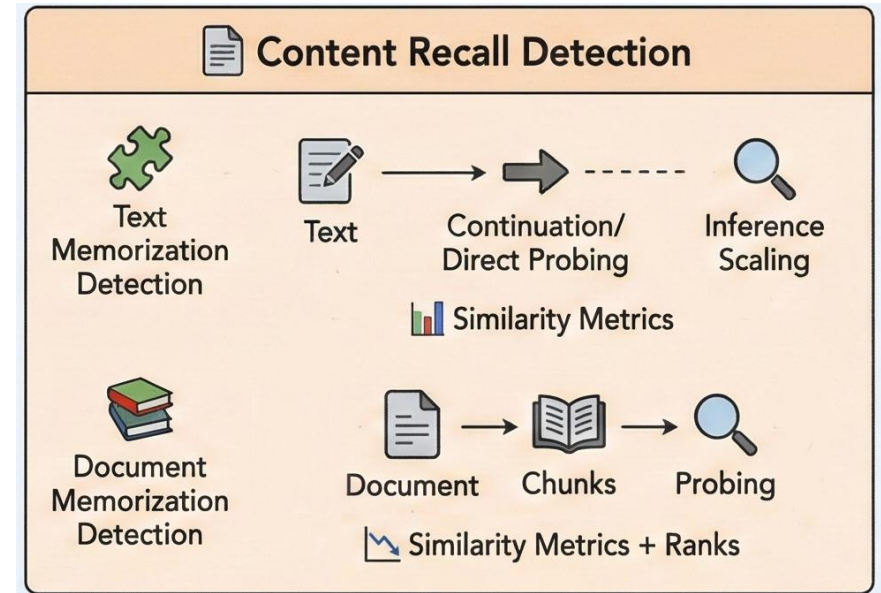 Content Recall Detection
Text
Memorization
Detection
Text
Continuation/
Direct Probing
Inference
Scaling
Similarity Metrics
Document
Memorization
Detection
Document
Chunks
Probing
Similarity Metrics + Ranks